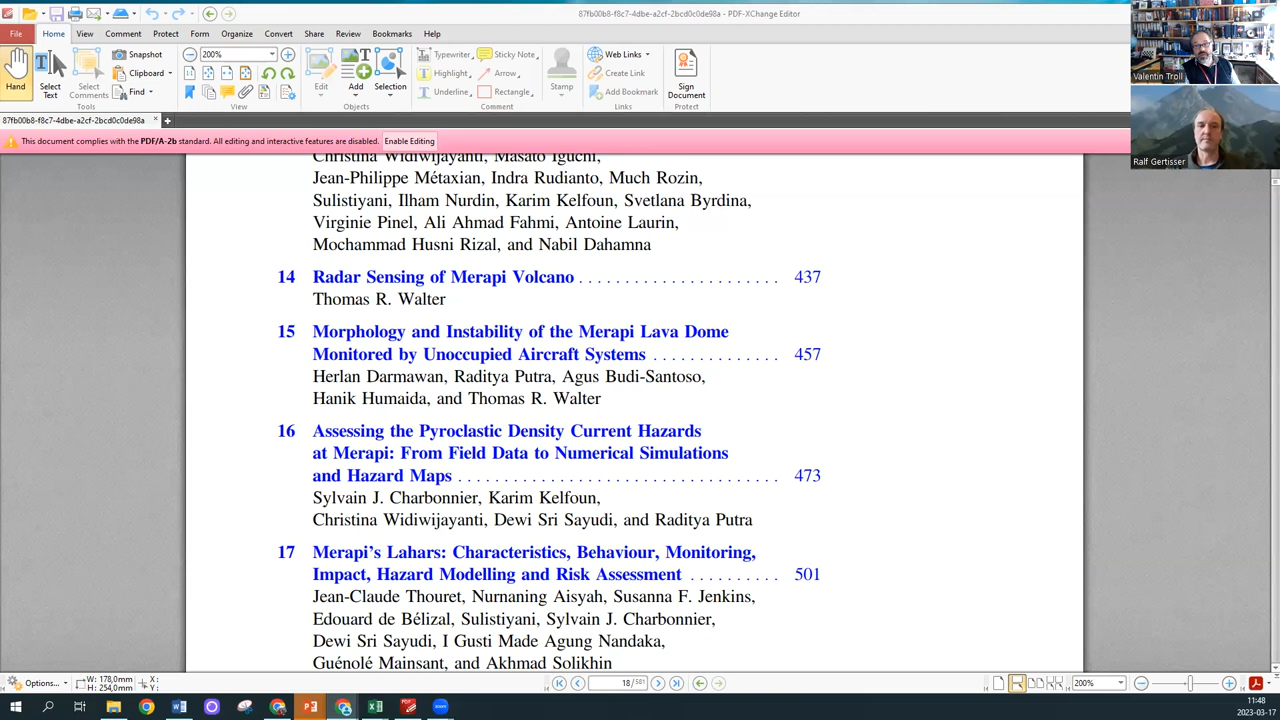 87fb00b8-f8c7-4dbe-a2cf-2bcd0c0de98a - PDF-XChange Editor
File Home View Comment Protect Form Organize Convert Share Review Bookmarks Help
Hand
Select Text
Select Comments
Snapshot
Clipboard
Find
Tools
200%
View
Edit
Add
Selection
Objects
Typewriter
Highlight
Underline
Sticky Note
Arrow
Rectangle
Stamp
Comment
Web Links
Create Link
Add Bookmark
Links
Sign Document
Protect
Valentin Troll
Ralf Gertisser
87fb00b8-f8c7-4dbe-a2cf-2bcd0c0de98a
This document complies with the PDF/A-2b standard. All editing and interactive features are disabled. Enable Editing
Christina Widiwijayanti, Masato Iguchi,
Jean-Philippe Métaxian, Indra Rudianto, Much Rozin,
Sulistiyani, Ilham Nurdin, Karim Kelfoun, Svetlana Byrdina,
Virginie Pinel, Ali Ahmad Fahmi, Antoine Laurin,
Mochammad Husni Rizal, and Nabil Dahamna
14 Radar Sensing of Merapi Volcano . . . . . . . . . . . . . . . . . . . . . . 437
Thomas R. Walter
15 Morphology and Instability of the Merapi Lava Dome
Monitored by Unoccupied Aircraft Systems . . . . . . . . . . . . . 457
Herlan Darmawan, Raditya Putra, Agus Budi-Santoso,
Hanik Humaida, and Thomas R. Walter
16 Assessing the Pyroclastic Density Current Hazards
at Merapi: From Field Data to Numerical Simulations
and Hazard Maps . . . . . . . . . . . . . . . . . . . . . . . . . . . . . . . . . . 473
Sylvain J. Charbonnier, Karim Kelfoun,
Christina Widiwijayanti, Dewi Sri Sayudi, and Raditya Putra
17 Merapi’s Lahars: Characteristics, Behaviour, Monitoring,
Impact, Hazard Modelling and Risk Assessment . . . . . . . . . . 501
Jean-Claude Thouret, Nurnaning Aisyah, Susanna F. Jenkins,
Edouard de Bélizal, Sulistiyani, Sylvain J. Charbonnier,
Dewi Sri Sayudi, I Gusti Made Agung Nandaka,
Guénolé Mainsant, and Akhmad Solikhin
Options...
W: 178,0mm
H: 254,0mm
X:
Y:
18 / 581
200%
11:48
2023-03-17